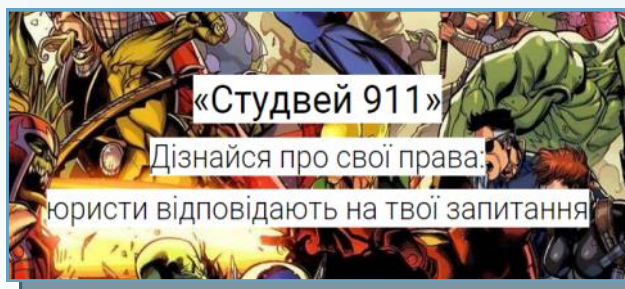 «Студвей 911»
Дізнайся про свої права:
юристи відповідають на твої запитання